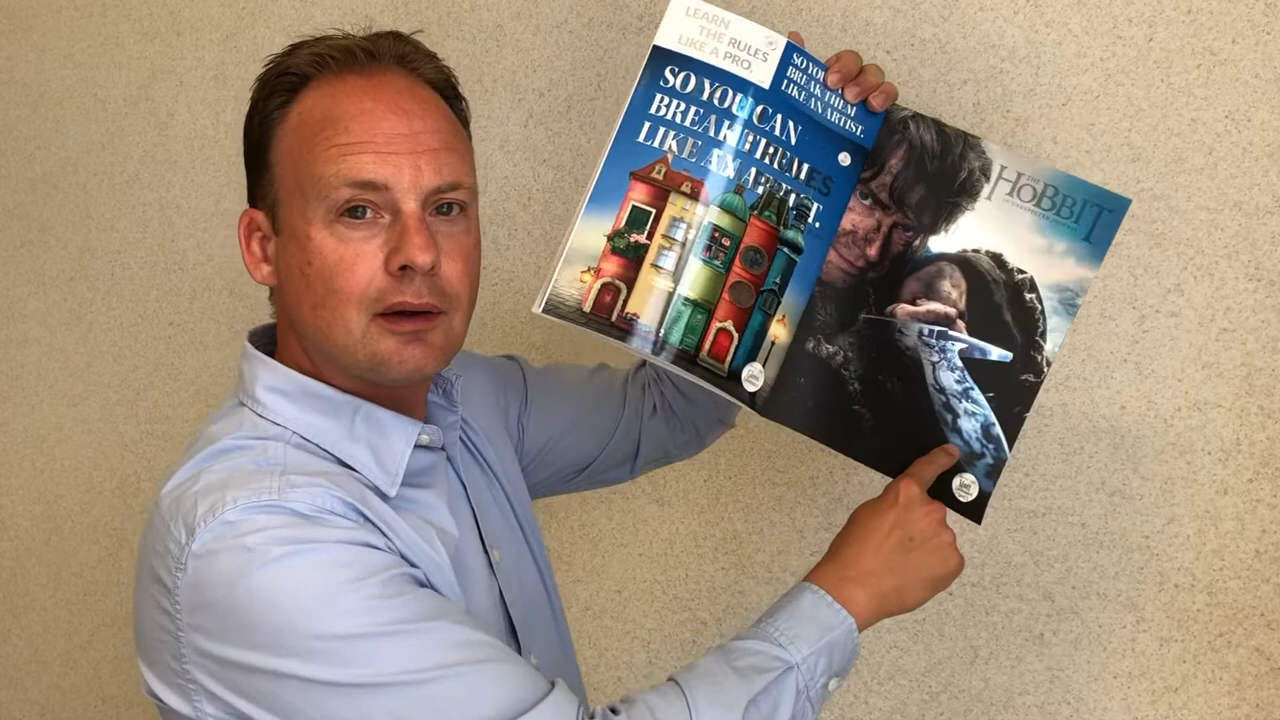 LEARN
THE RULES
LIKE A PRO,
SO YOU CAN
BREAK THEM
LIKE AN ARTIST.
SO YOU
BREAK THEM
LIKE AN ARTIST.
THE
HOBBIT